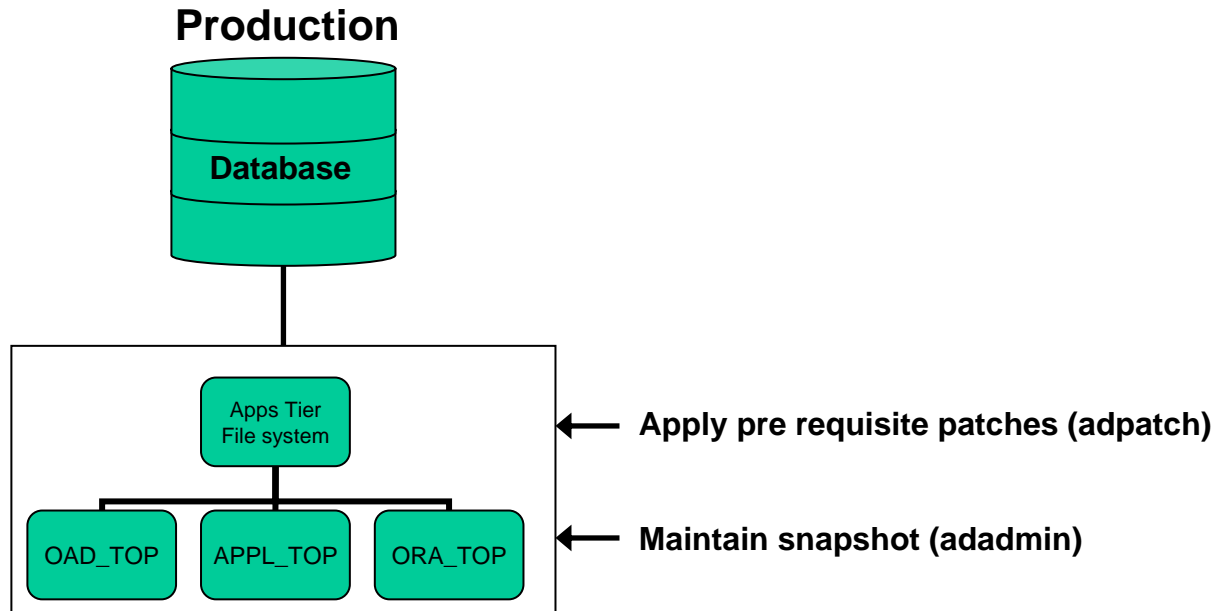 Production
Database
Apps Tier
File system
Apply pre requisite patches (adpatch)
OAD_TOP
APPL_TOP
ORA_TOP
Maintain snapshot (adadmin)